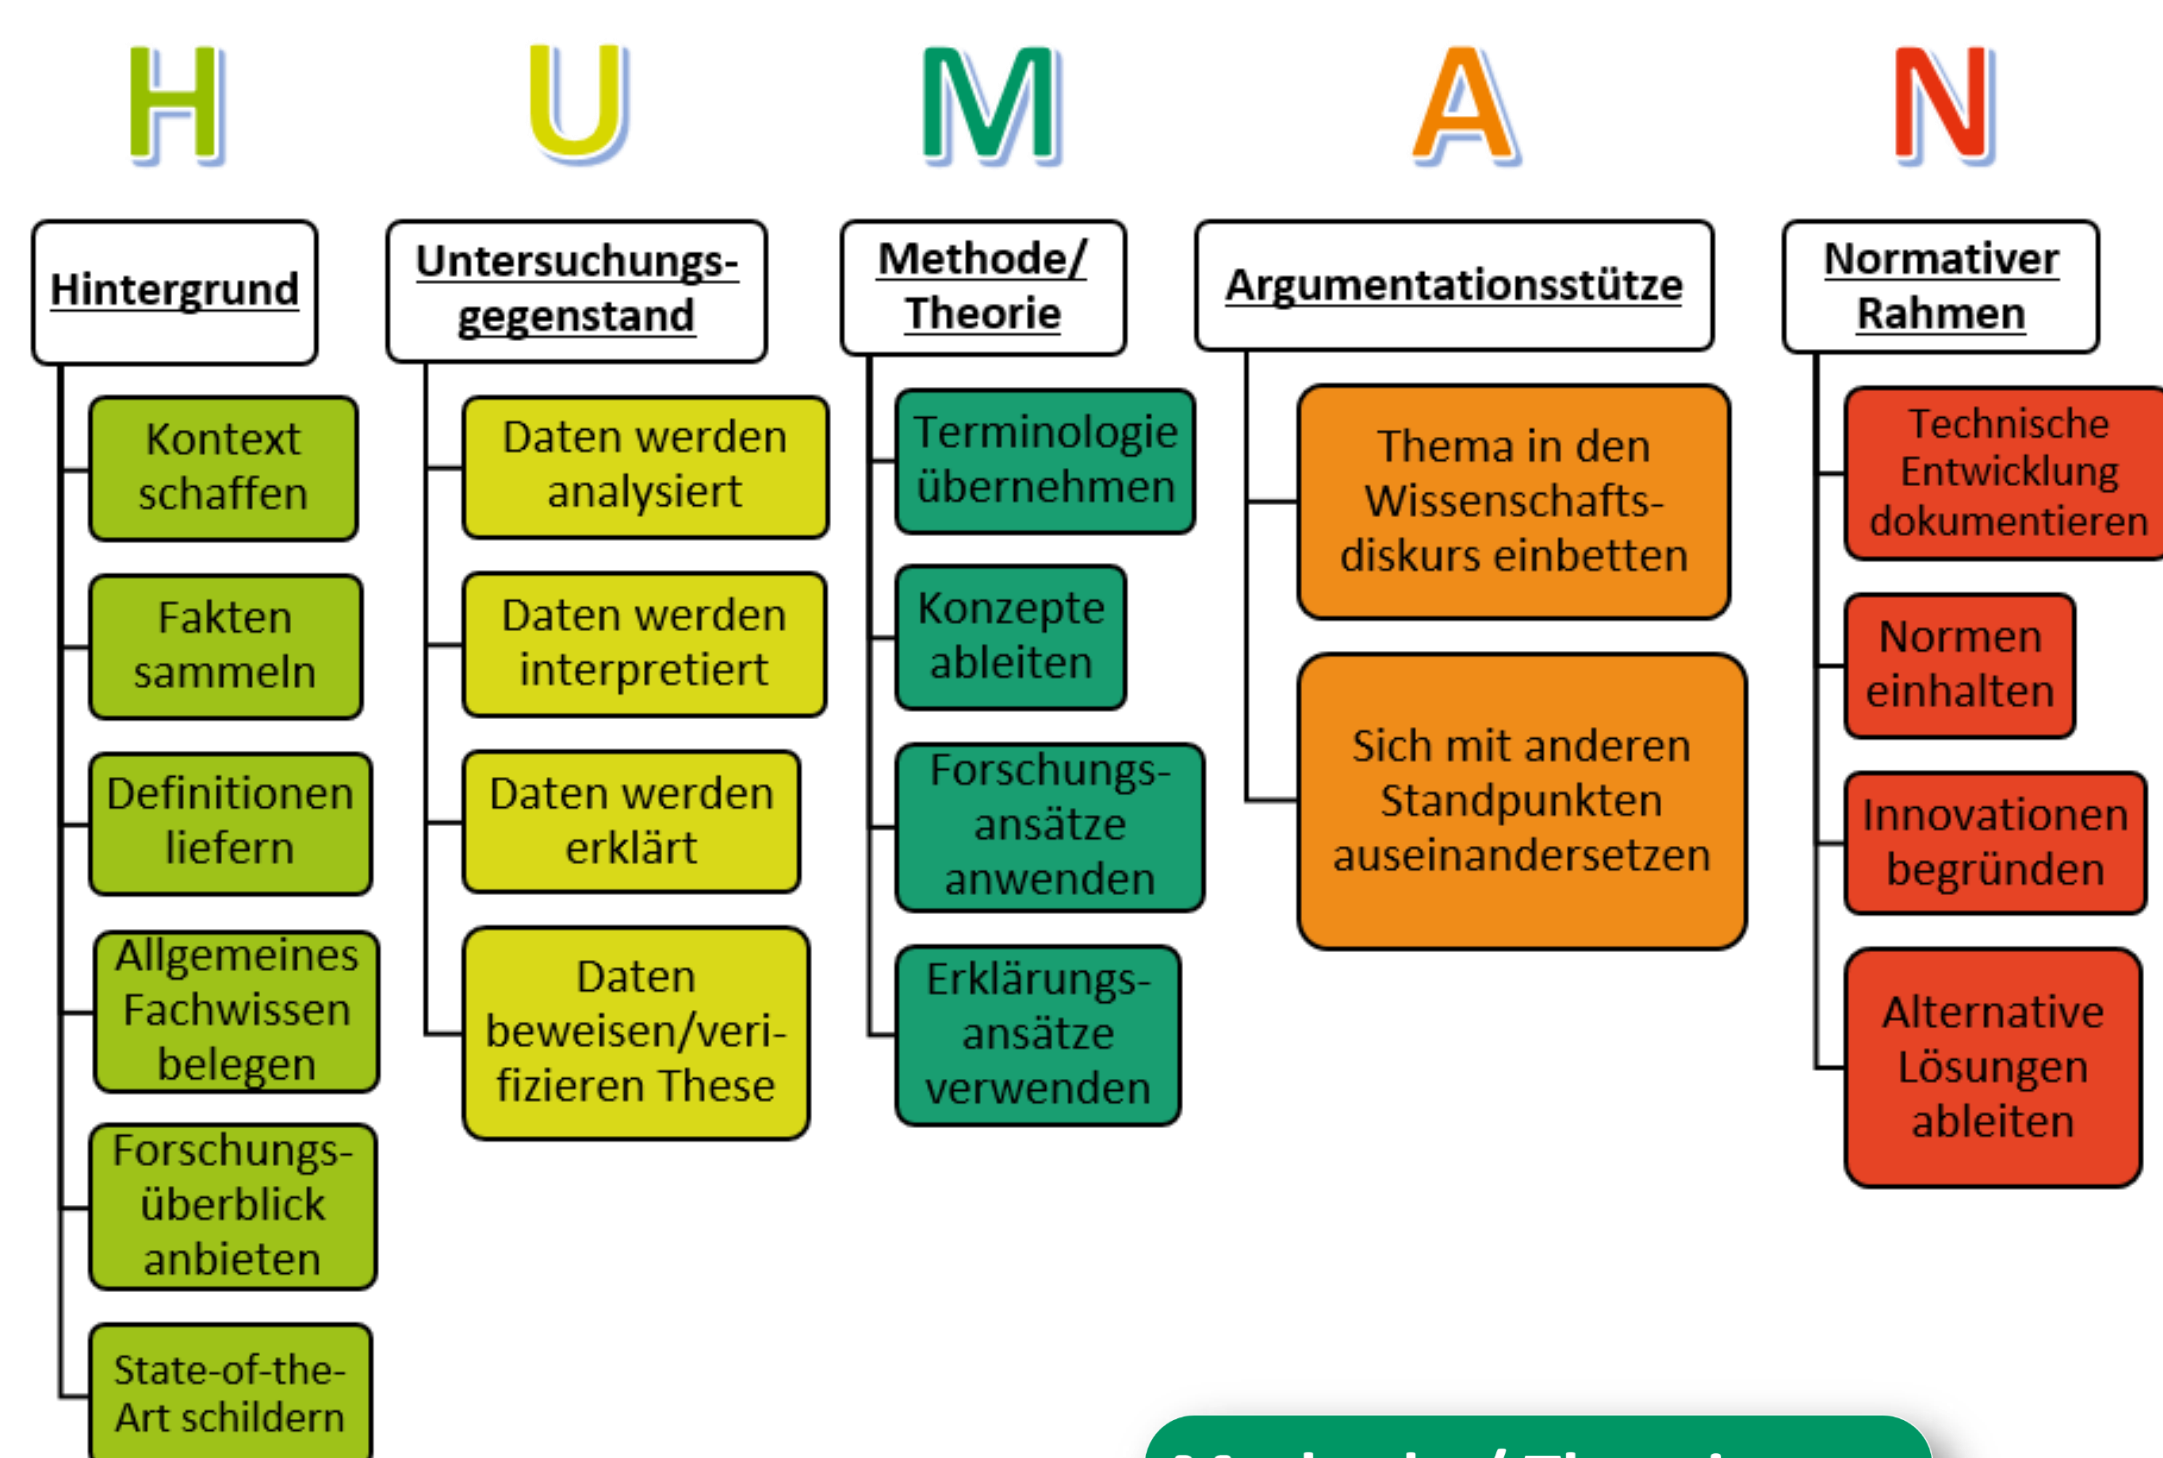 H
U
M
A
N
Hintergrund
Kontext
schaffen
Fakten
sammeln
Definitionen
liefern
Allgemeines
Fachwissen
belegen
Forschungs-
überblick
anbieten
State-of-the-
Art schildern
Untersuchungs-
gegenstand
Daten werden
analysiert
Daten werden
interpretiert
Daten werden
erklärt
Daten
beweisen/veri-
fizieren These
Methode/
Theorie
Terminologie
übernehmen
Konzepte
ableiten
Forschungs-
ansätze
anwenden
Erklärungs-
ansätze
verwenden
Argumentationsstütze
Thema in den
Wissenschafts-
diskurs einbetten
Sich mit anderen
Standpunkten
auseinandersetzen
Normativer
Rahmen
Technische
Entwicklung
dokumentieren
Normen
einhalten
Innovationen
begründen
Alternative
Lösungen
ableiten